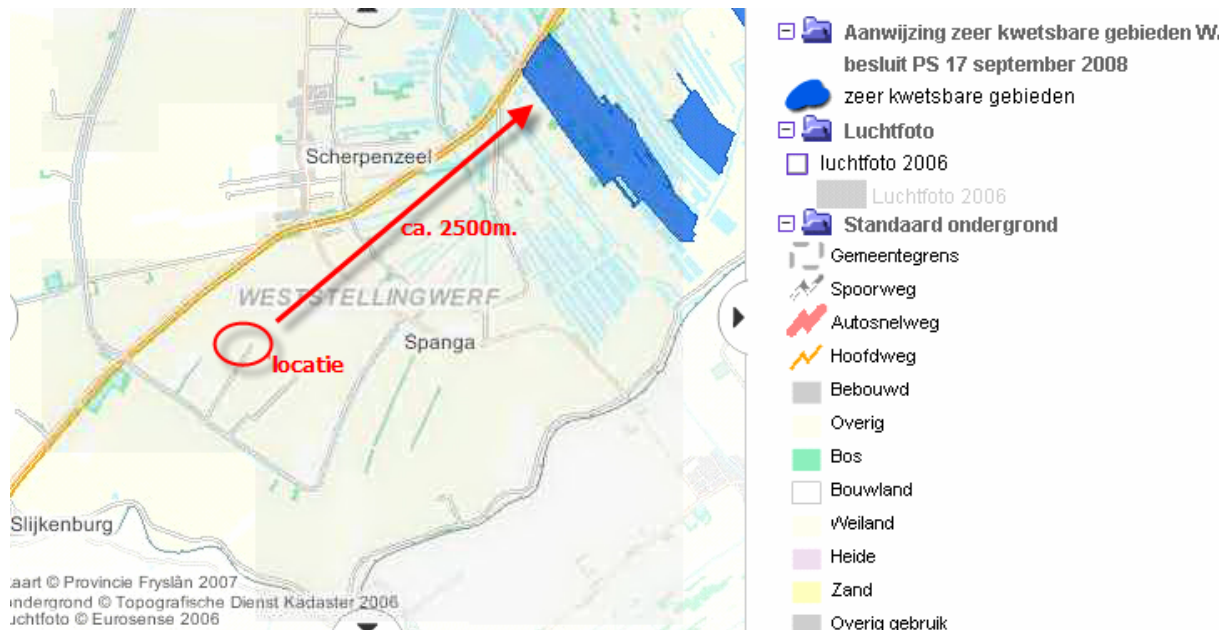 Scherpenzeel
ca. 2500m.
WESTSTELLINGWERF
Spanga
locatie
Slijkenburg
kaart © Provincie Fryslân 2007
ondergrond © Topografische Dienst Kadaster 2006
luchtfoto © Eurosense 2006
Aanwijzing zeer kwetsbare gebieden
besluit PS 17 september 2008
zeer kwetsbare gebieden
Luchtfoto
luchtfoto 2006
Luchtfoto 2006
Standaard ondergrond
Gemeentegrens
Spoorweg
Autosnelweg
Hoofdweg
Bebouwd
Overig
Bos
Bouwland
Weiland
Heide
Zand
Overig gebruik